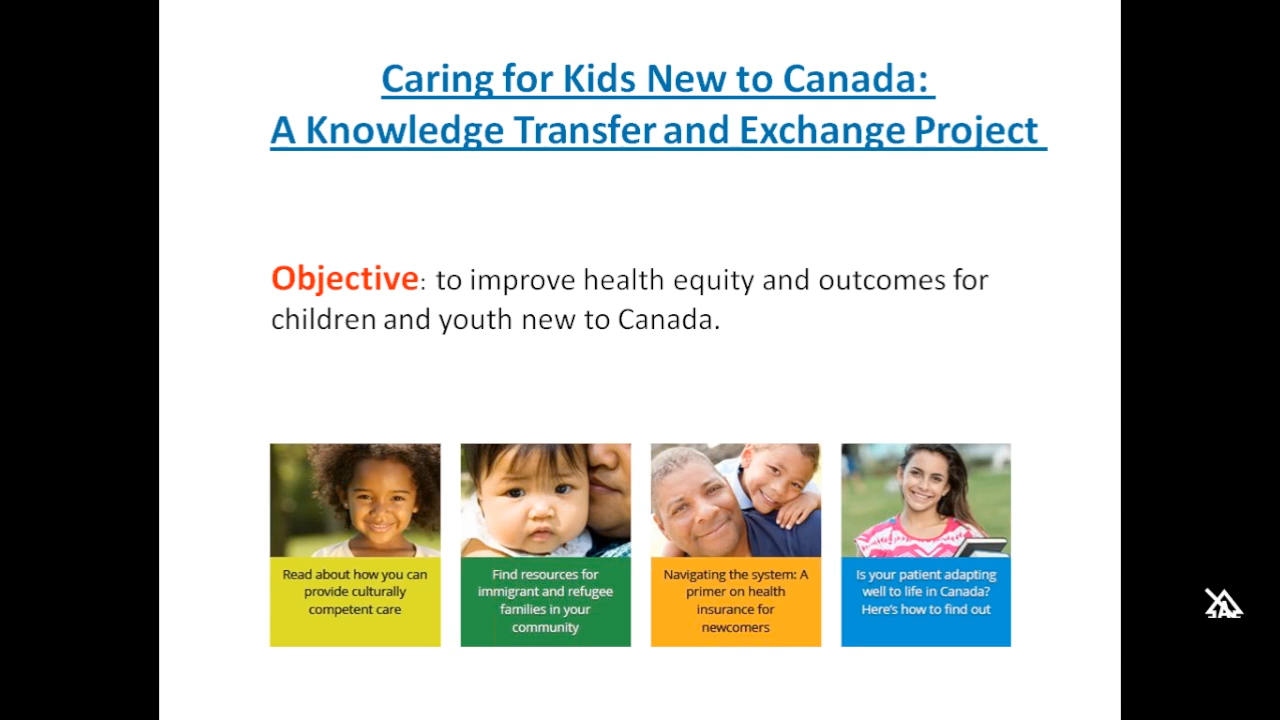 Caring for Kids New to Canada:
A Knowledge Transfer and Exchange Project
Objective: to improve health equity and outcomes for
children and youth new to Canada.
Read about how you can
provide culturally
competent care
Find resources for
immigrant and refugee
families in your
community
Navigating the system: A
primer on health
insurance for
newcomers
Is your patient adapting
well to life in Canada?
Here's how to find out